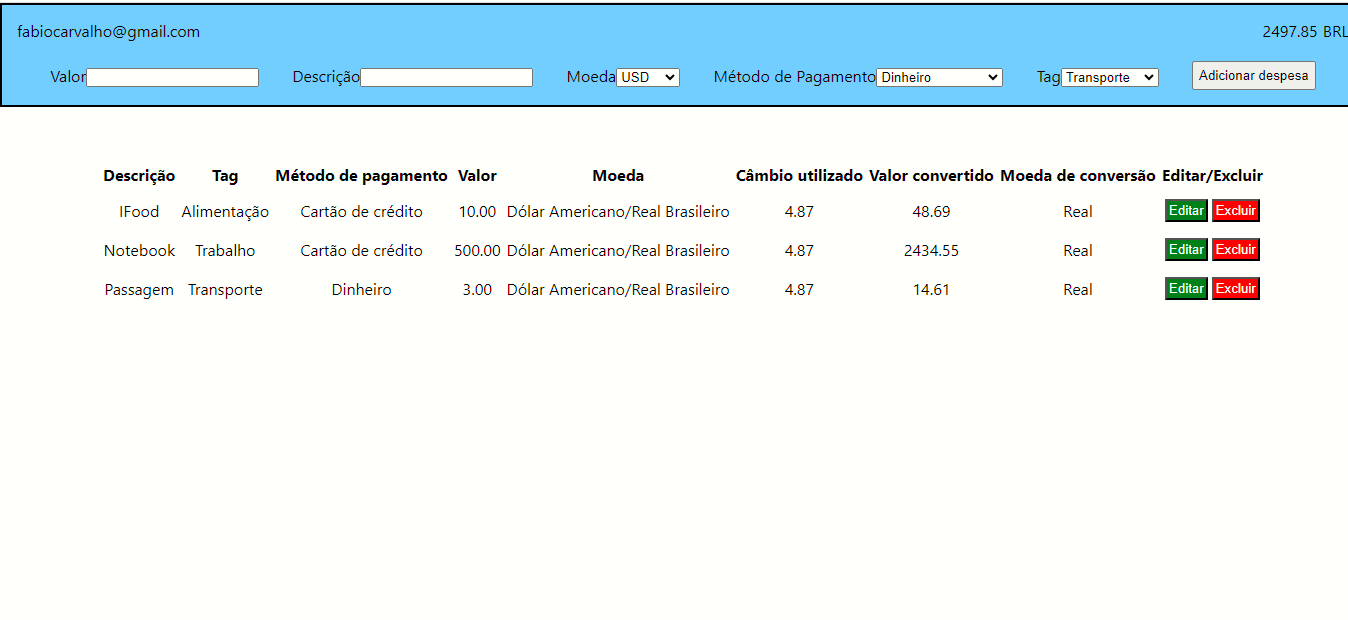 fabiocarvalho@gmail.com 2497.85 BRL
Valor Descrição Moeda USD Método de Pagamento Dinheiro Tag Transporte Adicionar despesa
Descrição Tag Método de pagamento Valor Moeda Câmbio utilizado Valor convertido Moeda de conversão Editar/Excluir
IFood Alimentação Cartão de crédito 10.00 Dólar Americano/Real Brasileiro 4.87 48.69 Real Editar Excluir
Notebook Trabalho Cartão de crédito 500.00 Dólar Americano/Real Brasileiro 4.87 2434.55 Real Editar Excluir
Passagem Transporte Dinheiro 3.00 Dólar Americano/Real Brasileiro 4.87 14.61 Real Editar Excluir